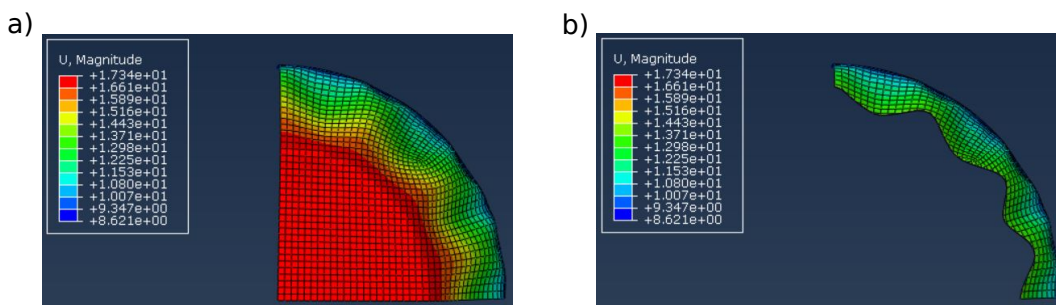 a)
U, Magnitude
+1.734e+01
+1.661e+01
+1.589e+01
+1.516e+01
+1.443e+01
+1.371e+01
+1.298e+01
+1.225e+01
+1.153e+01
+1.080e+01
+1.007e+01
+9.347e+00
+8.621e+00
b)
U, Magnitude
+1.734e+01
+1.661e+01
+1.589e+01
+1.516e+01
+1.443e+01
+1.371e+01
+1.298e+01
+1.225e+01
+1.153e+01
+1.080e+01
+1.007e+01
+9.347e+00
+8.621e+00